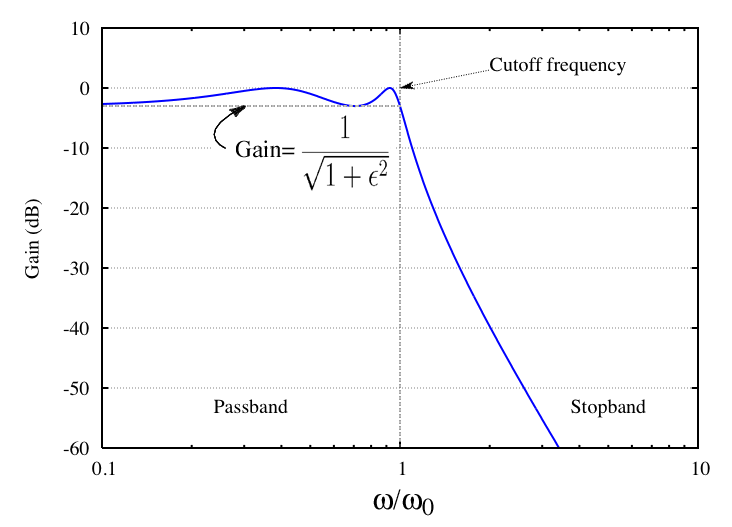 10
0
-10
-20
-30
-40
-50
-60
Gain (dB)
Cutoff frequency
Gain= 1/√(1 + ϵ²)
Passband
Stopband
0.1
1
10
ω/ω₀